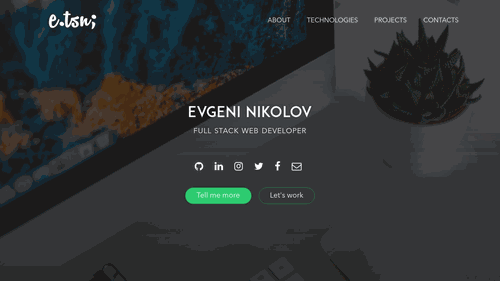 e.tsn;
ABOUT TECHNOLOGIES PROJECTS CONTACTS
EVGENI NIKOLOV
FULL STACK WEB DEVELOPER
Tell me more Let's work